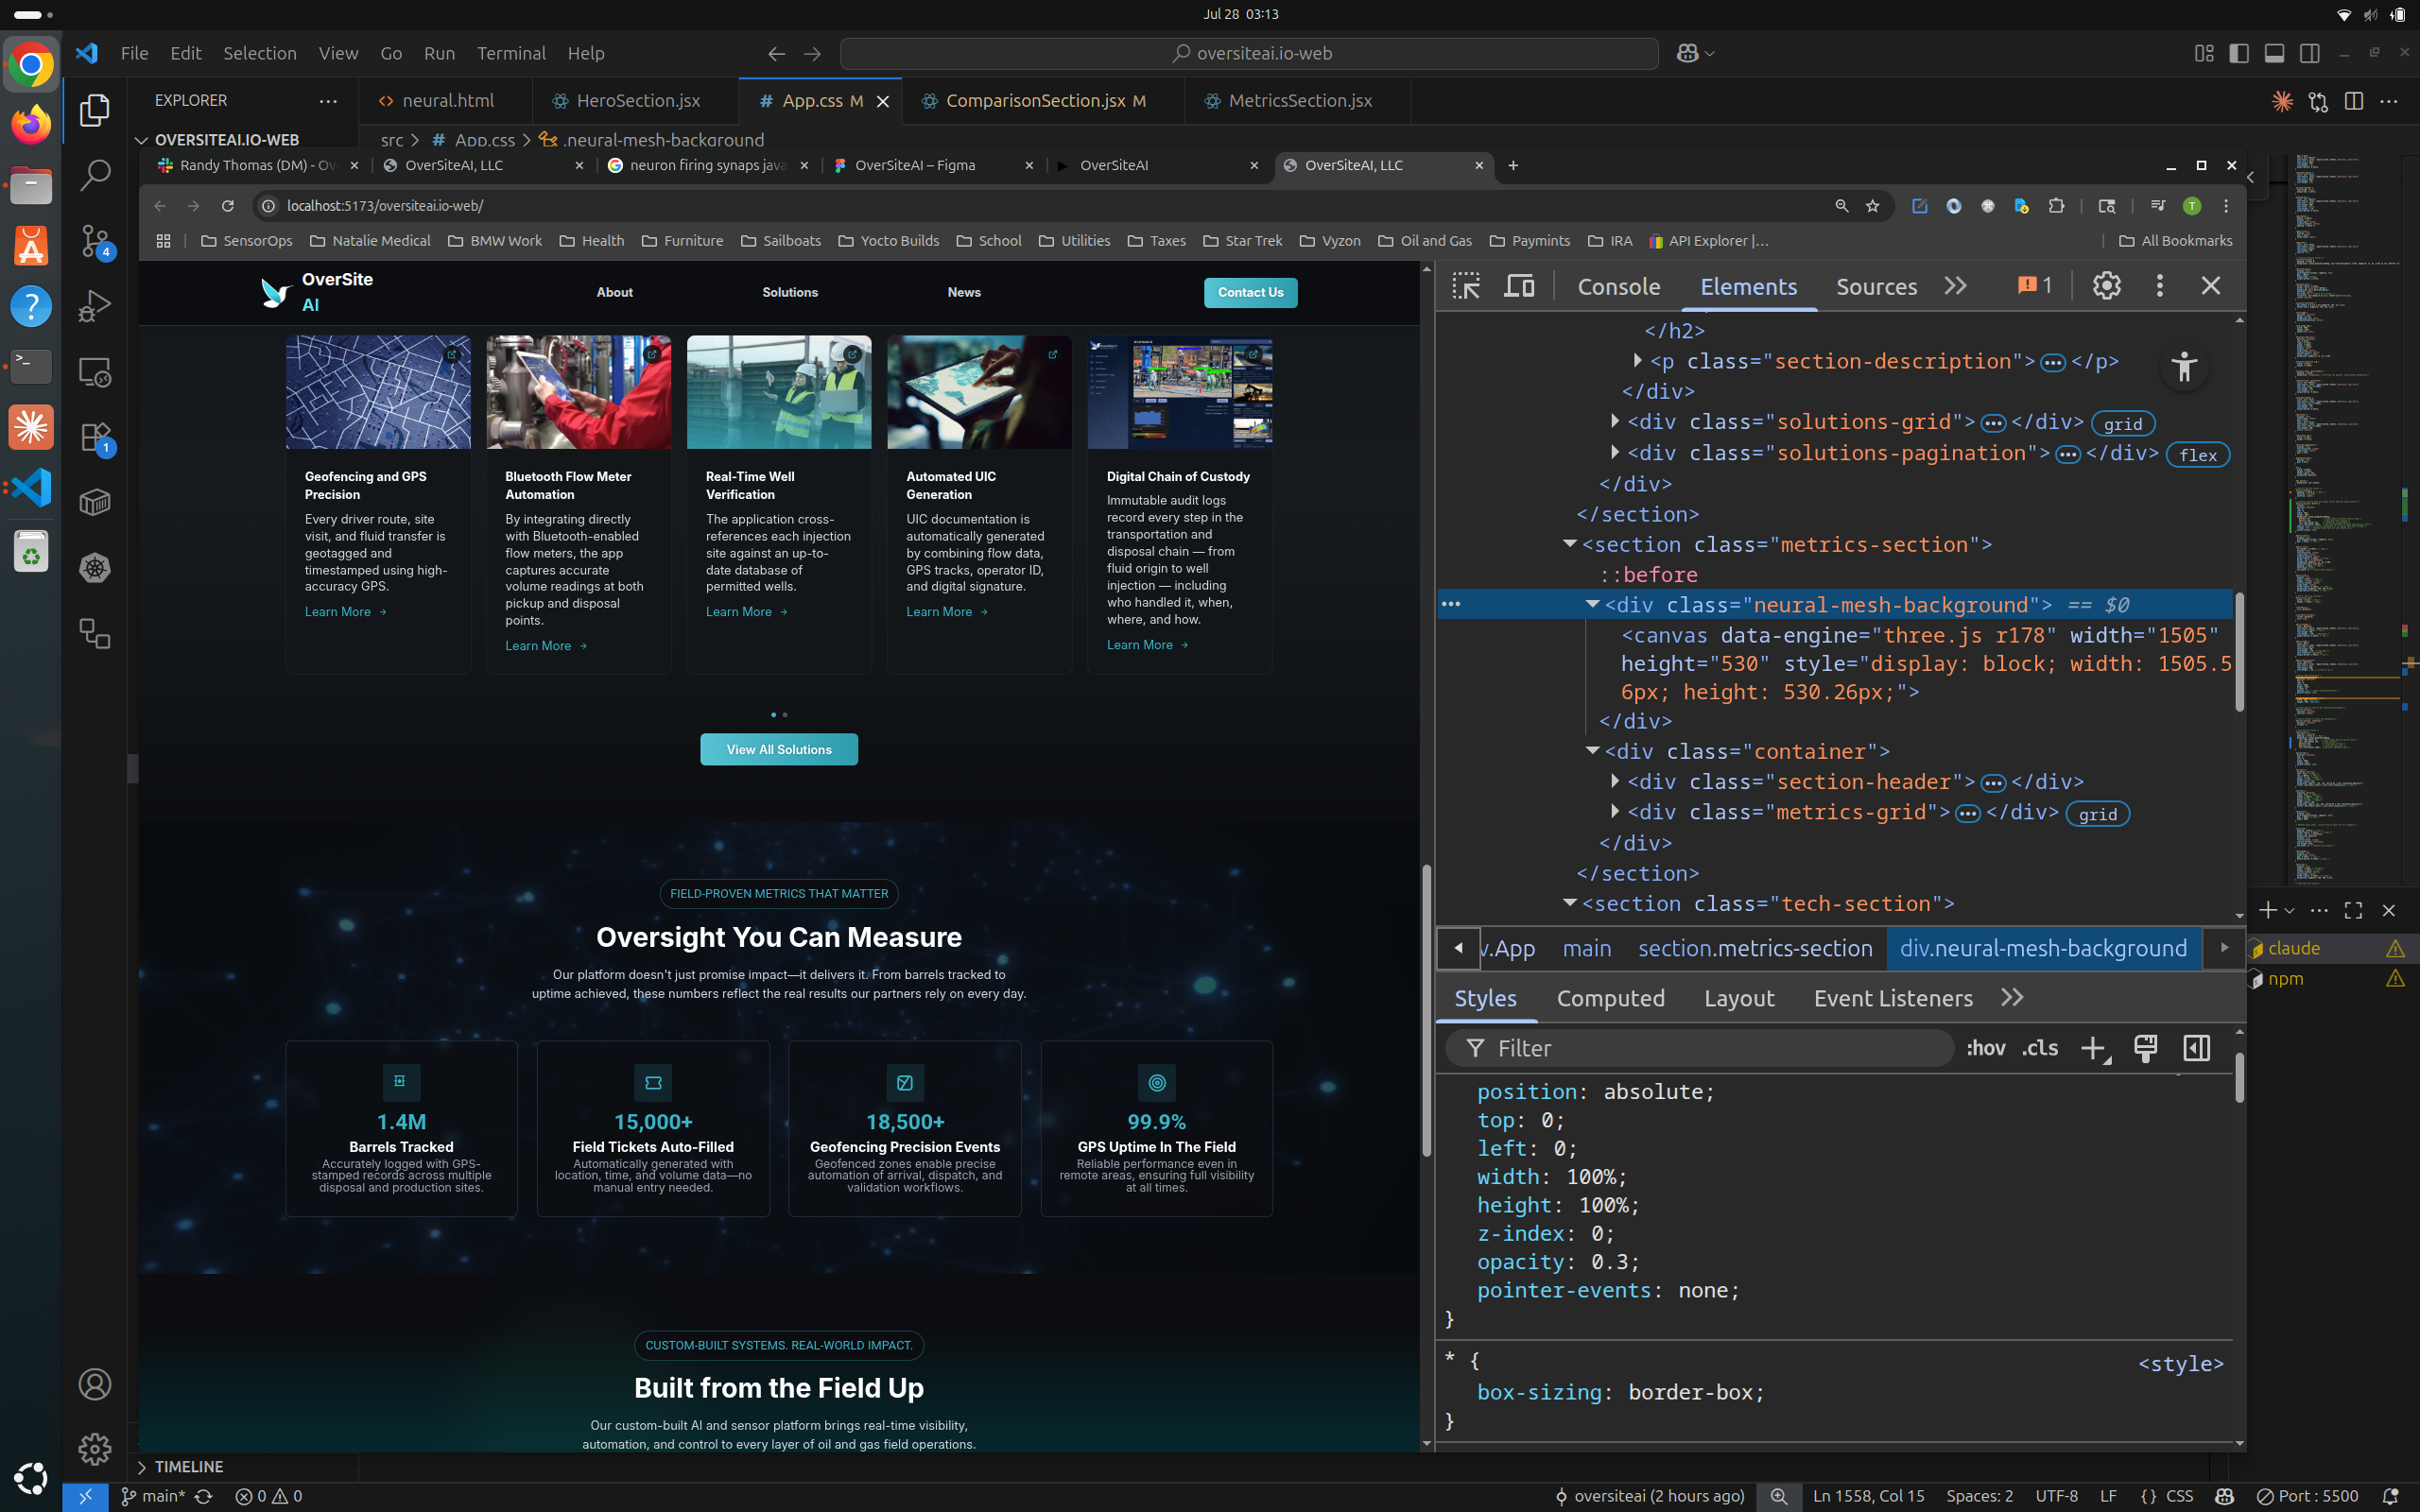 Jul 28 03:13
File Edit Selection View Go Run Terminal Help
oversiteai.io-web
EXPLORER
neural.html
HeroSection.jsx
# App.css M
ComparisonSection.jsx M
MetricsSection.jsx
OVERSITEAI.IO-WEB
src > # App.css > .neural-mesh-background
Randy Thomas (DM) - Ov
OverSiteAI, LLC
neuron firing synaps java
OverSiteAI – Figma
OverSiteAI
OverSiteAI, LLC
localhost:5173/oversiteai.io-web/
T
SensorOps
Natalie Medical
BMW Work
Health
Furniture
Sailboats
Yocto Builds
School
Utilities
Taxes
Star Trek
Vyzon
Oil and Gas
Paymints
IRA
API Explorer |...
All Bookmarks
OverSite
AI
About
Solutions
News
Contact Us
Geofencing and GPS
Precision
Every driver route, site
visit, and fluid transfer is
geotagged and
timestamped using high-
accuracy GPS.
Learn More →
Bluetooth Flow Meter
Automation
By integrating directly
with Bluetooth-enabled
flow meters, the app
captures accurate
volume readings at both
pickup and disposal
points.
Learn More →
Real-Time Well
Verification
The application cross-
references each injection
site against an up-to-
date database of
permitted wells.
Learn More →
Automated UIC
Generation
UIC documentation is
automatically generated
by combining flow data,
GPS tracks, operator ID,
and digital signature.
Learn More →
Digital Chain of Custody
Immutable audit logs
record every step in the
transportation and
disposal chain — from
fluid origin to well
injection — including
who handled it, when,
where, and how.
Learn More →
View All Solutions
FIELD-PROVEN METRICS THAT MATTER
Oversight You Can Measure
Our platform doesn't just promise impact—it delivers it. From barrels tracked to
uptime achieved, these numbers reflect the real results our partners rely on every day.
1.4M
Barrels Tracked
Accurately logged with GPS-
stamped records across multiple
disposal and production sites.
15,000+
Field Tickets Auto-Filled
Automatically generated with
location, time, and volume data—no
manual entry needed.
18,500+
Geofencing Precision Events
Geofenced zones enable precise
automation of arrival, dispatch, and
validation workflows.
99.9%
GPS Uptime In The Field
Reliable performance even in
remote areas, ensuring full visibility
at all times.
CUSTOM-BUILT SYSTEMS. REAL-WORLD IMPACT.
Built from the Field Up
Our custom-built AI and sensor platform brings real-time visibility,
automation, and control to every layer of oil and gas field operations.
Console Elements Sources 1
</h2>
<p class="section-description">…</p>
</div>
<div class="solutions-grid">…</div> grid
<div class="solutions-pagination">…</div> flex
</div>
</section>
<section class="metrics-section">
::before
<div class="neural-mesh-background"> == $0
<canvas data-engine="three.js r178" width="1505"
height="530" style="display: block; width: 1505.5
6px; height: 530.26px;">
</div>
<div class="container">
<div class="section-header">…</div>
<div class="metrics-grid">…</div> grid
</div>
</section>
<section class="tech-section">
v.App main section.metrics-section div.neural-mesh-background
Styles Computed Layout Event Listeners
Filter :hov .cls
position: absolute;
top: 0;
left: 0;
width: 100%;
height: 100%;
z-index: 0;
opacity: 0.3;
pointer-events: none;
}
* { <style>
box-sizing: border-box;
}
claude
npm
4
1
TIMELINE
main* 0 0
oversiteai (2 hours ago)
Ln 1558, Col 15
Spaces: 2
UTF-8
LF
{ } CSS
Port : 5500